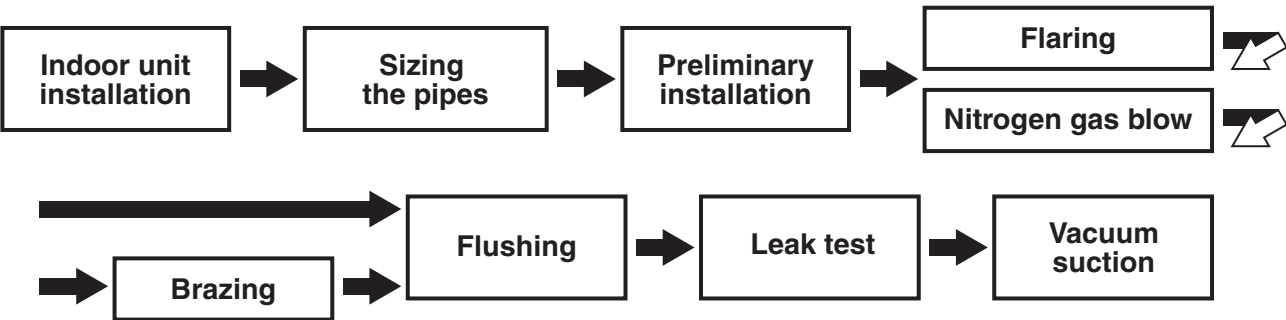 Indoor unit
installation
Sizing
the pipes
Preliminary
installation
Flaring
Nitrogen gas blow
Brazing
Flushing
Leak test
Vacuum
suction